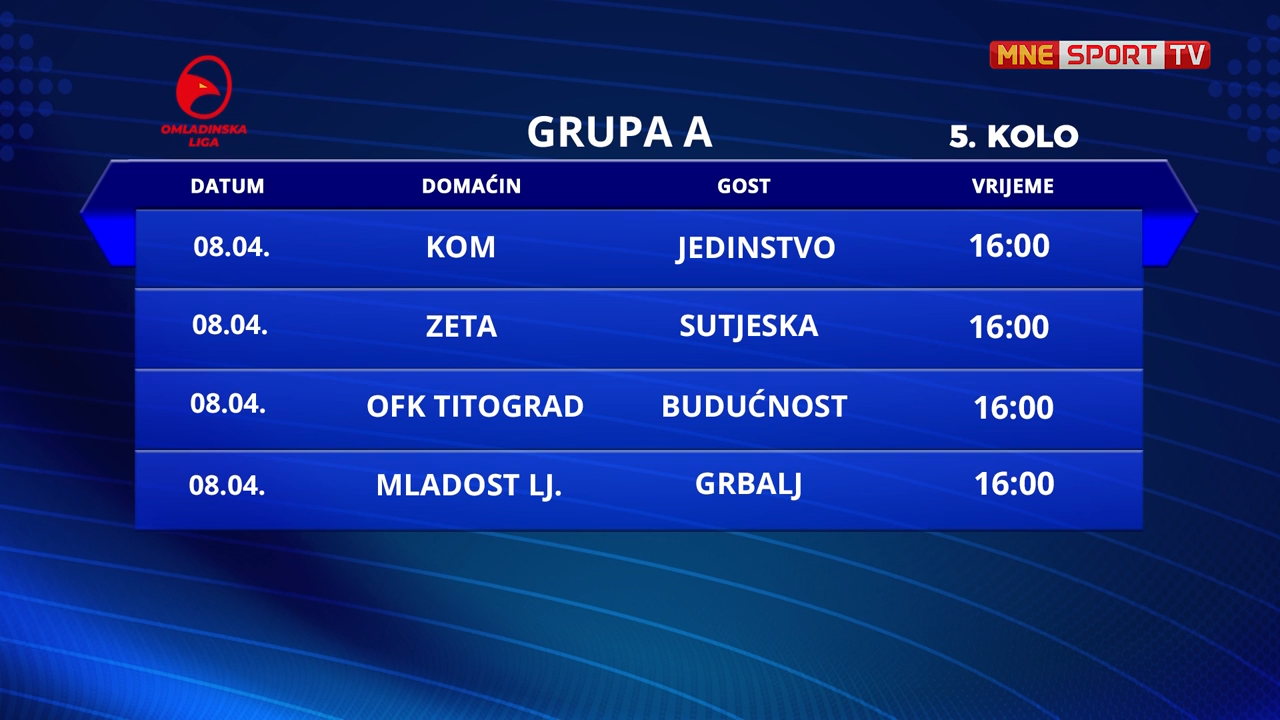 MNE SPORT TV
OMLADINSKA
LIGA
GRUPA A
5. KOLO
DATUM DOMAĆIN GOST VRIJEME
08.04. KOM JEDINSTVO 16:00
08.04. ZETA SUTJESKA 16:00
08.04. OFK TITOGRAD BUDUĆNOST 16:00
08.04. MLADOST LJ. GRBALJ 16:00